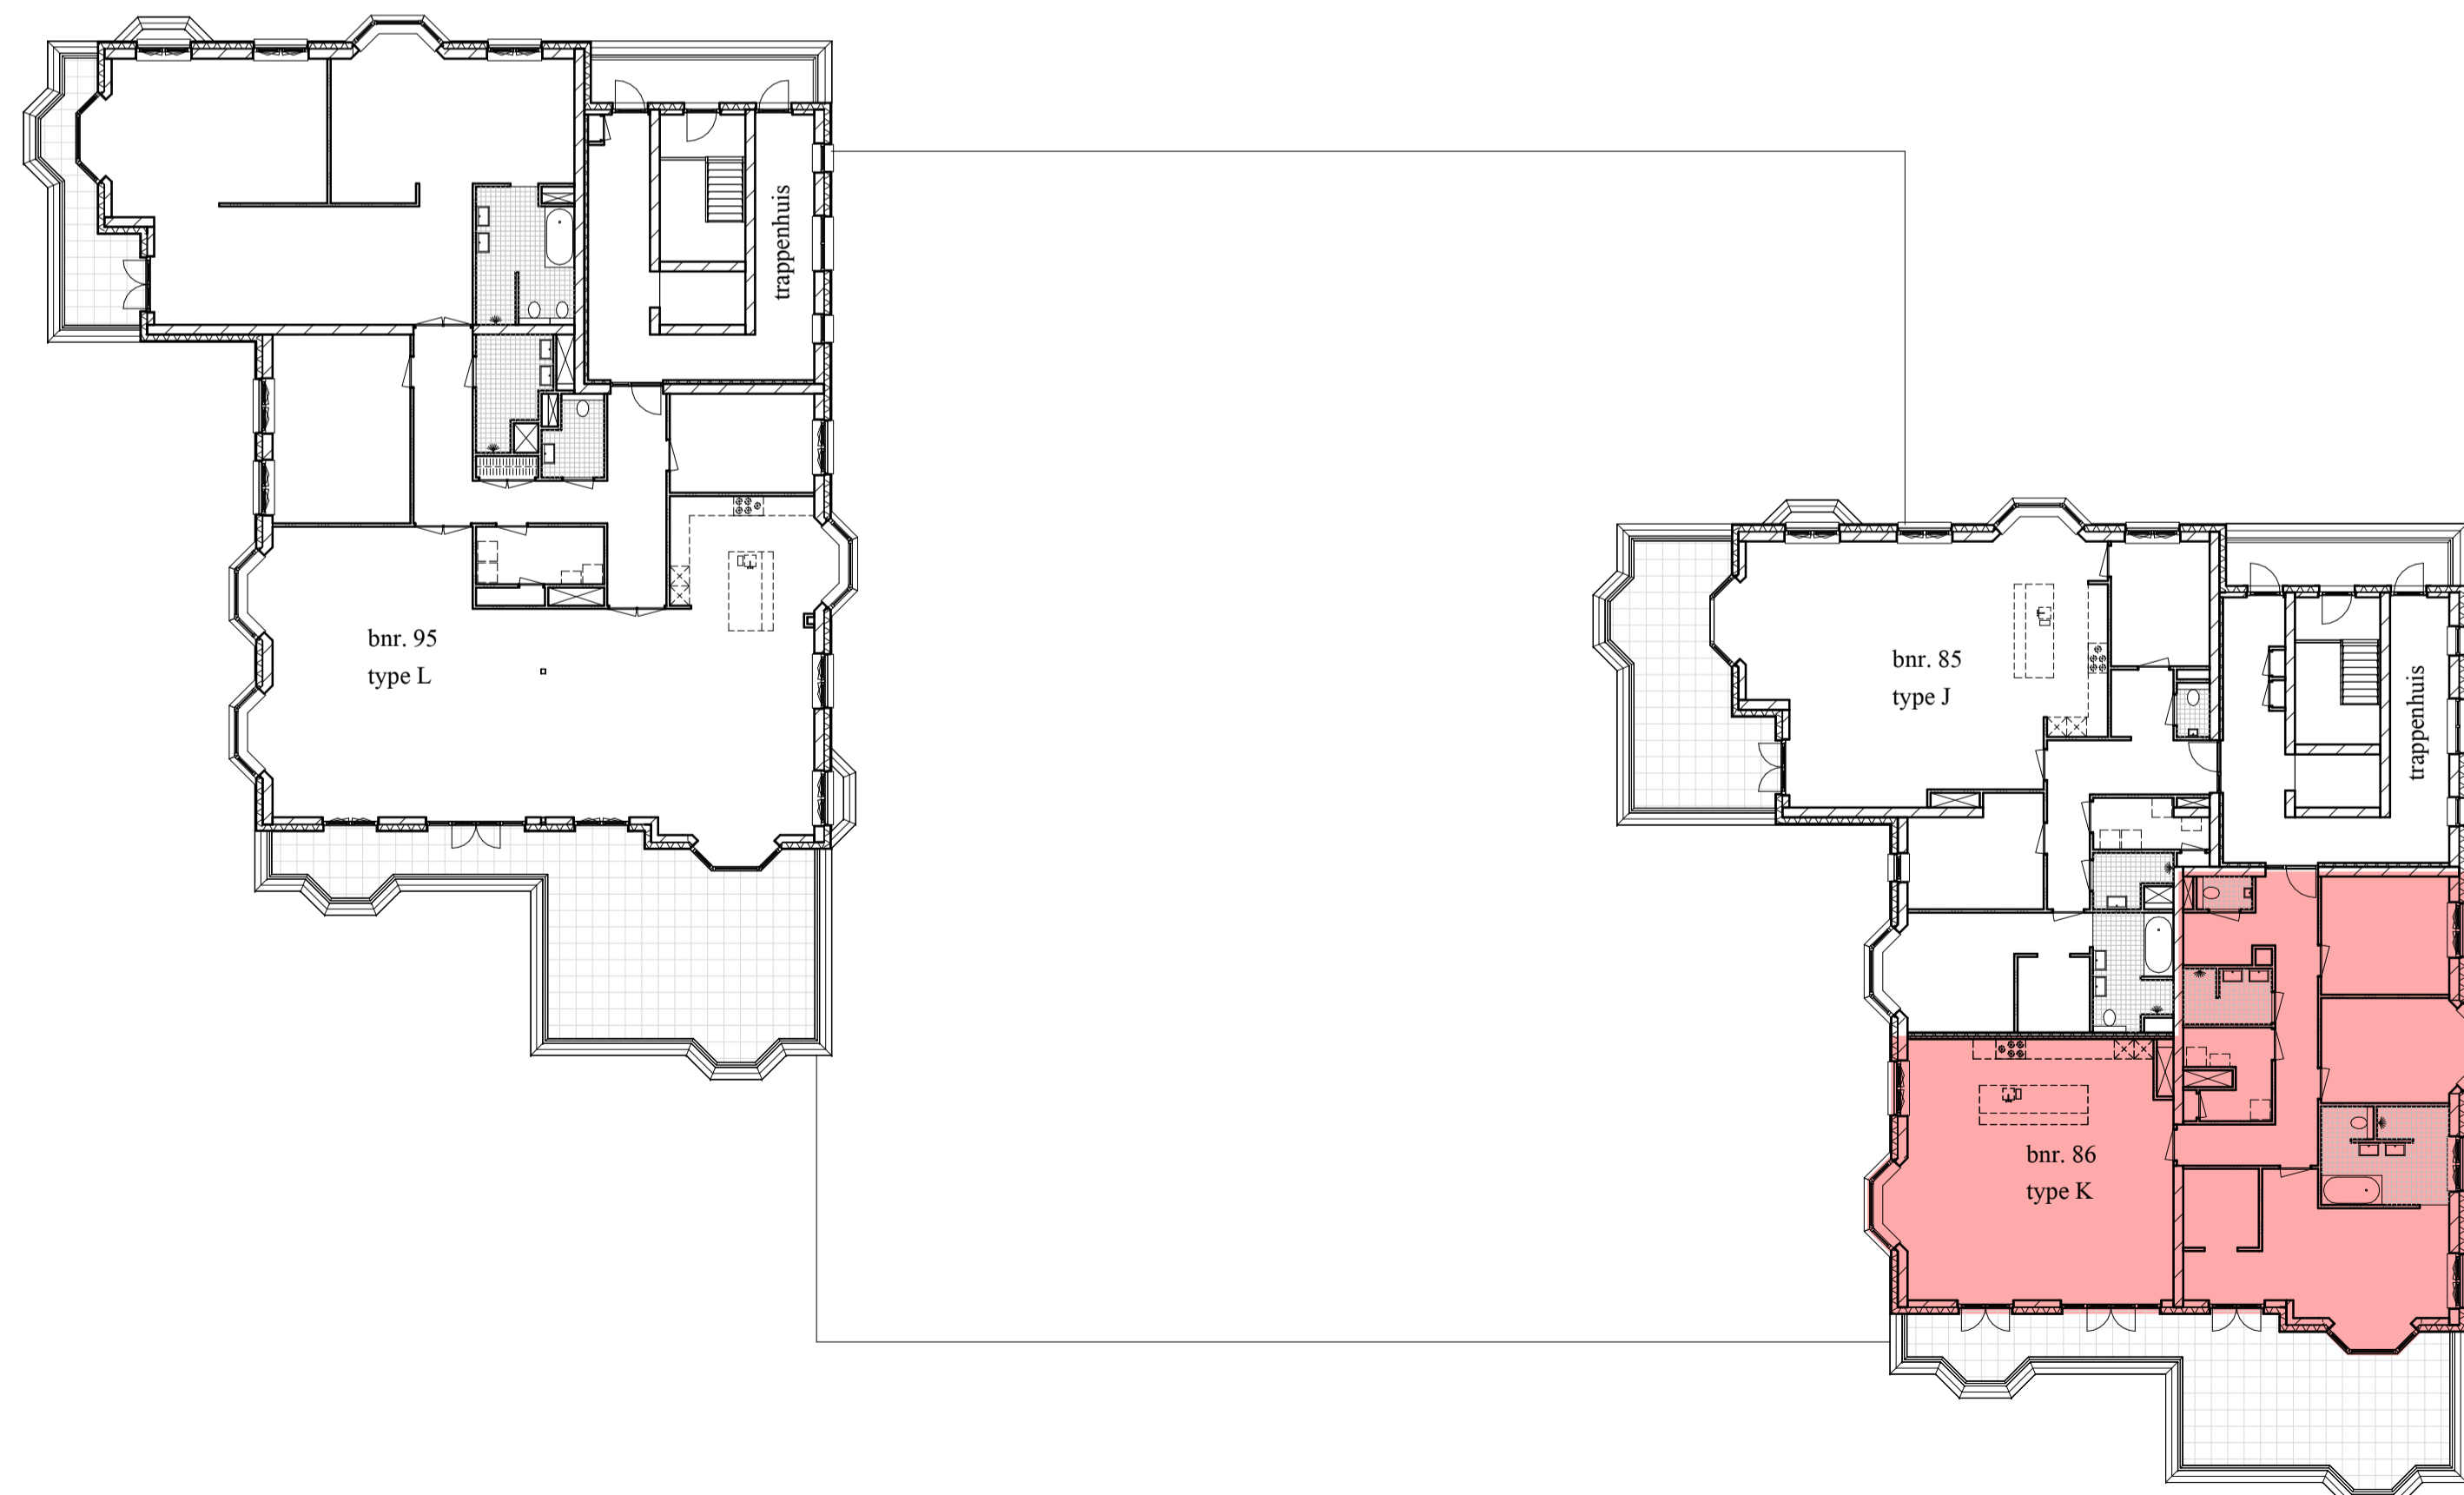 trappenhuis
bnr. 95
type L
bnr. 85
type J
trappenhuis
bnr. 86
type K